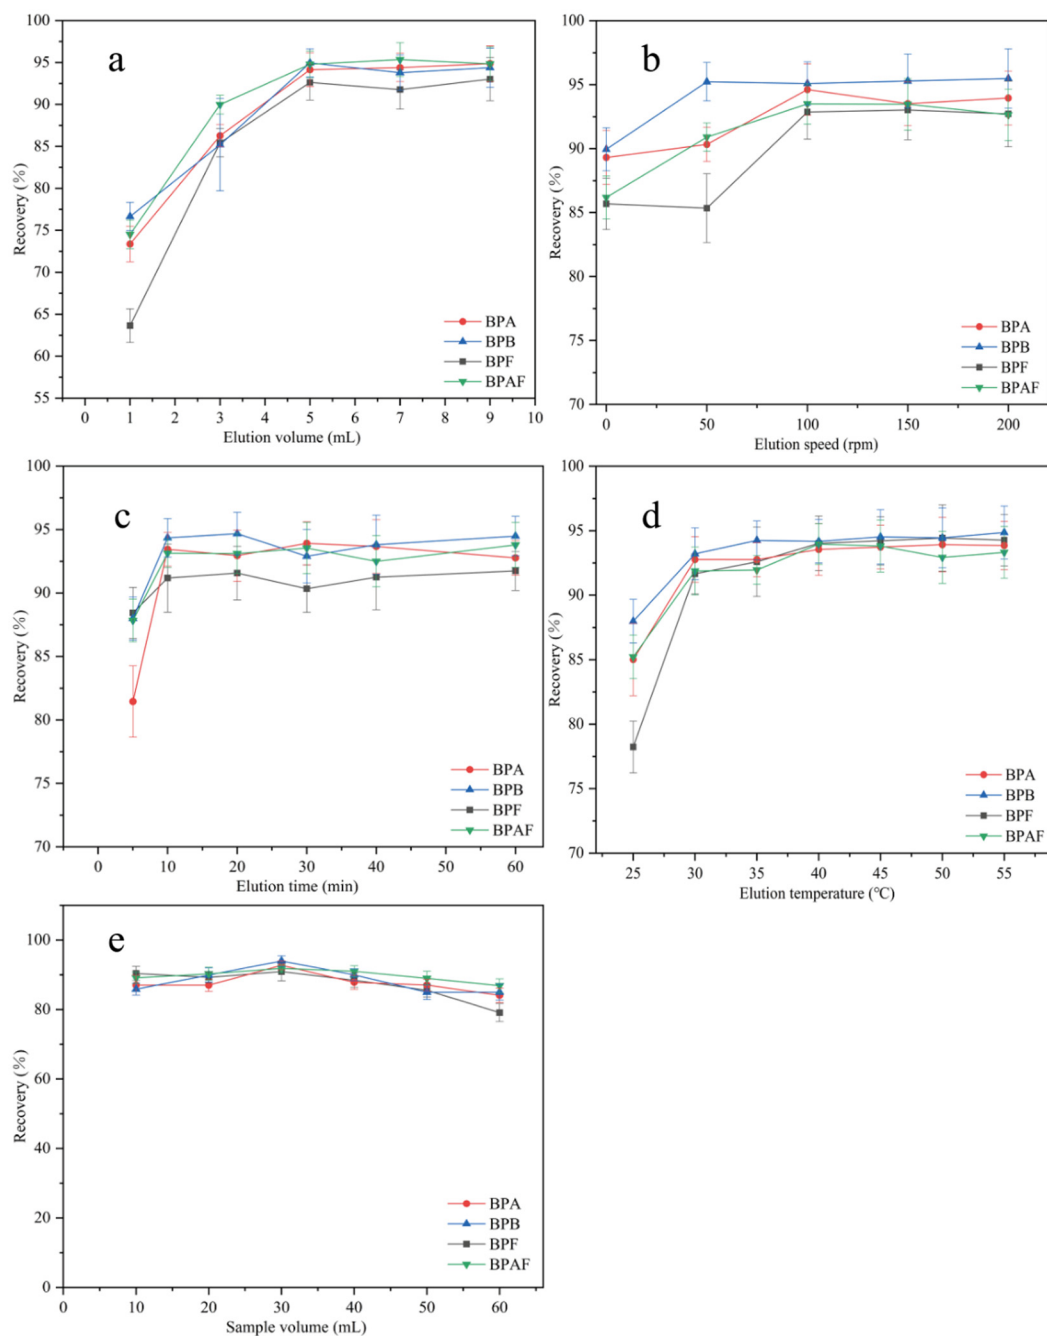 a
100
95
90
85
80
75
70
65
60
55
Recovery (%)
0 1 2 3 4 5 6 7 8 9 10
Elution volume (mL)
BPA
BPB
BPF
BPAF
b
100
95
90
85
80
75
70
Recovery (%)
0 50 100 150 200
Elution speed (rpm)
BPA
BPB
BPF
BPAF
c
100
95
90
85
80
75
70
Recovery (%)
0 10 20 30 40 50 60
Elution time (min)
BPA
BPB
BPF
BPAF
d
100
95
90
85
80
75
70
Recovery (%)
25 30 35 40 45 50 55
Elution temperature (℃)
BPA
BPB
BPF
BPAF
e
100
80
60
40
20
0
Recovery (%)
0 10 20 30 40 50 60
Sample volume (mL)
BPA
BPB
BPF
BPAF